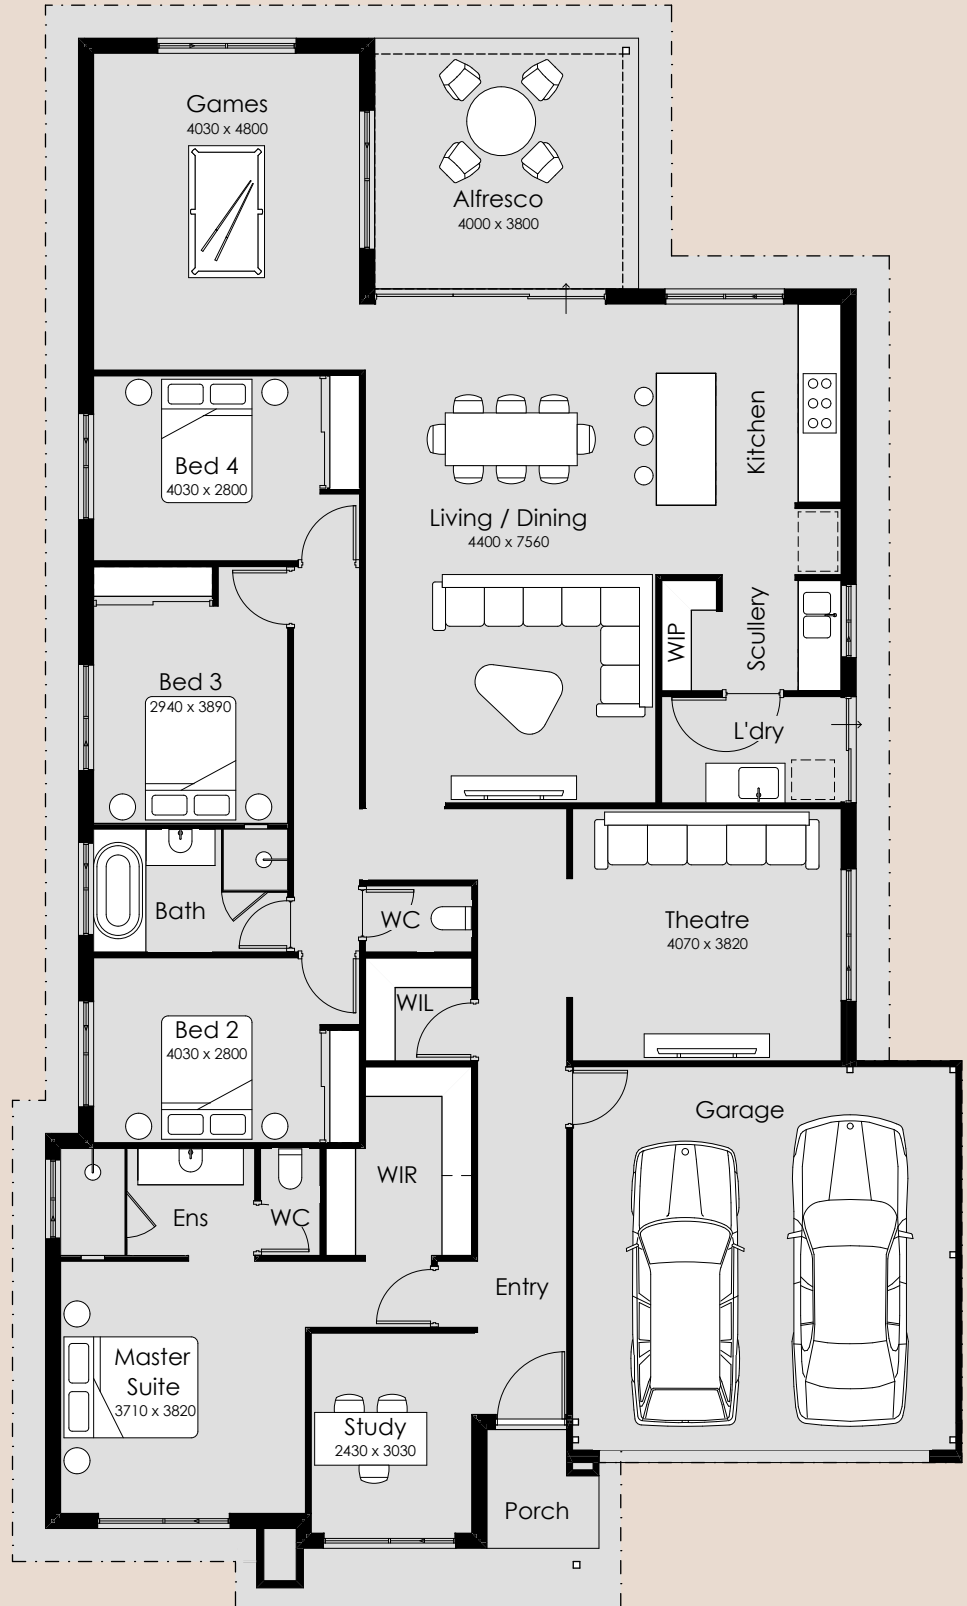 Games
4030 x 4800
Alfresco
4000 x 3800
Kitchen
Bed 4
4030 x 2800
Living / Dining
4400 x 7560
Scullery
WIP
Bed 3
2940 x 3890
L'dry
Bath
WC
Theatre
4070 x 3820
WIL
Bed 2
4030 x 2800
Garage
WIR
Ens
WC
Entry
Master
Suite
3710 x 3820
Study
2430 x 3030
Porch